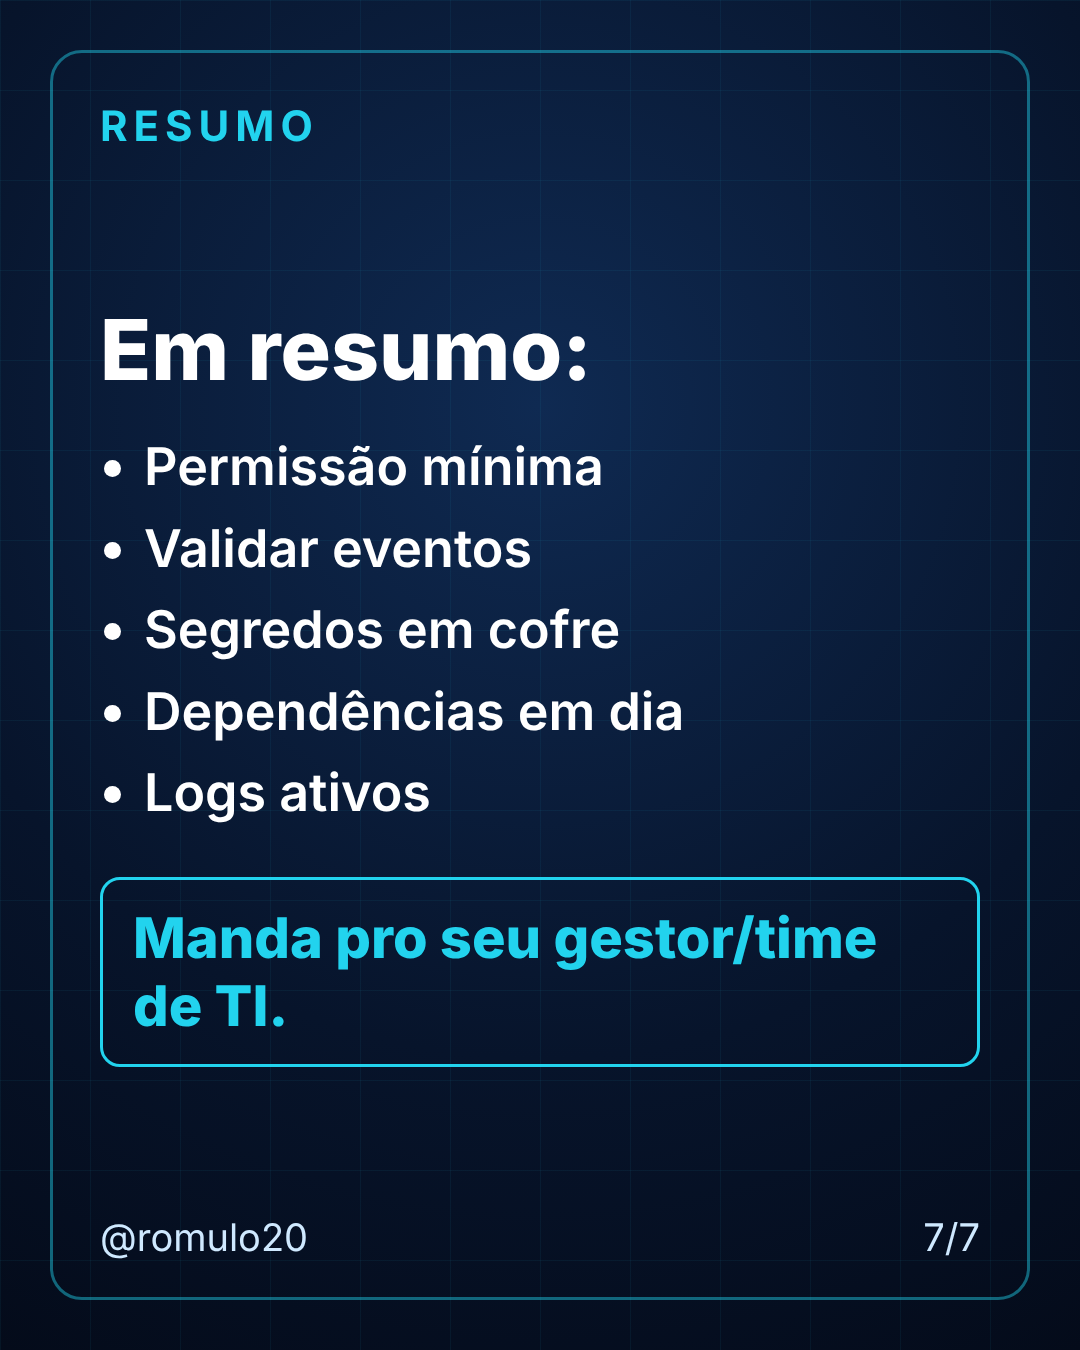 RESUMO
Em resumo:
• Permissão mínima
• Validar eventos
• Segredos em cofre
• Dependências em dia
• Logs ativos
Manda pro seu gestor/time
de TI.
@romulo20
7/7